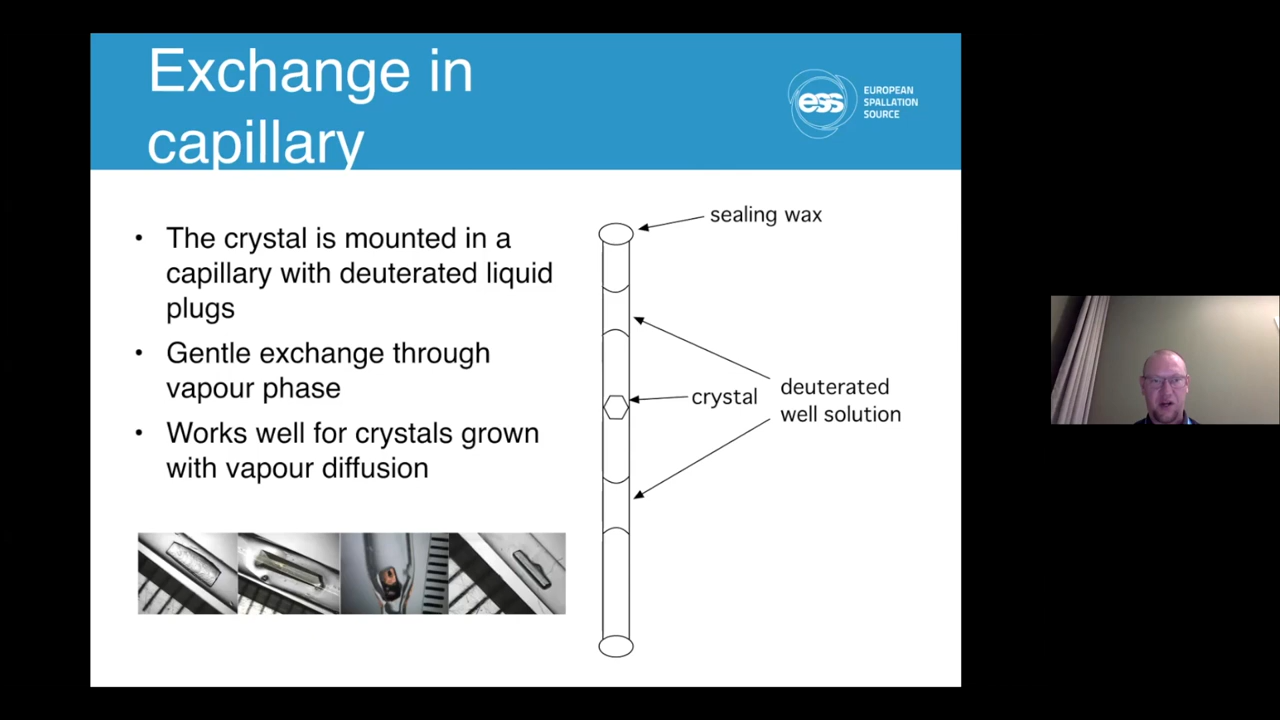 Exchange in
capillary
ess
EUROPEAN
SPALLATION
SOURCE
• The crystal is mounted in a
capillary with deuterated liquid
plugs
• Gentle exchange through
vapour phase
• Works well for crystals grown
with vapour diffusion
sealing wax
crystal
deuterated
well solution